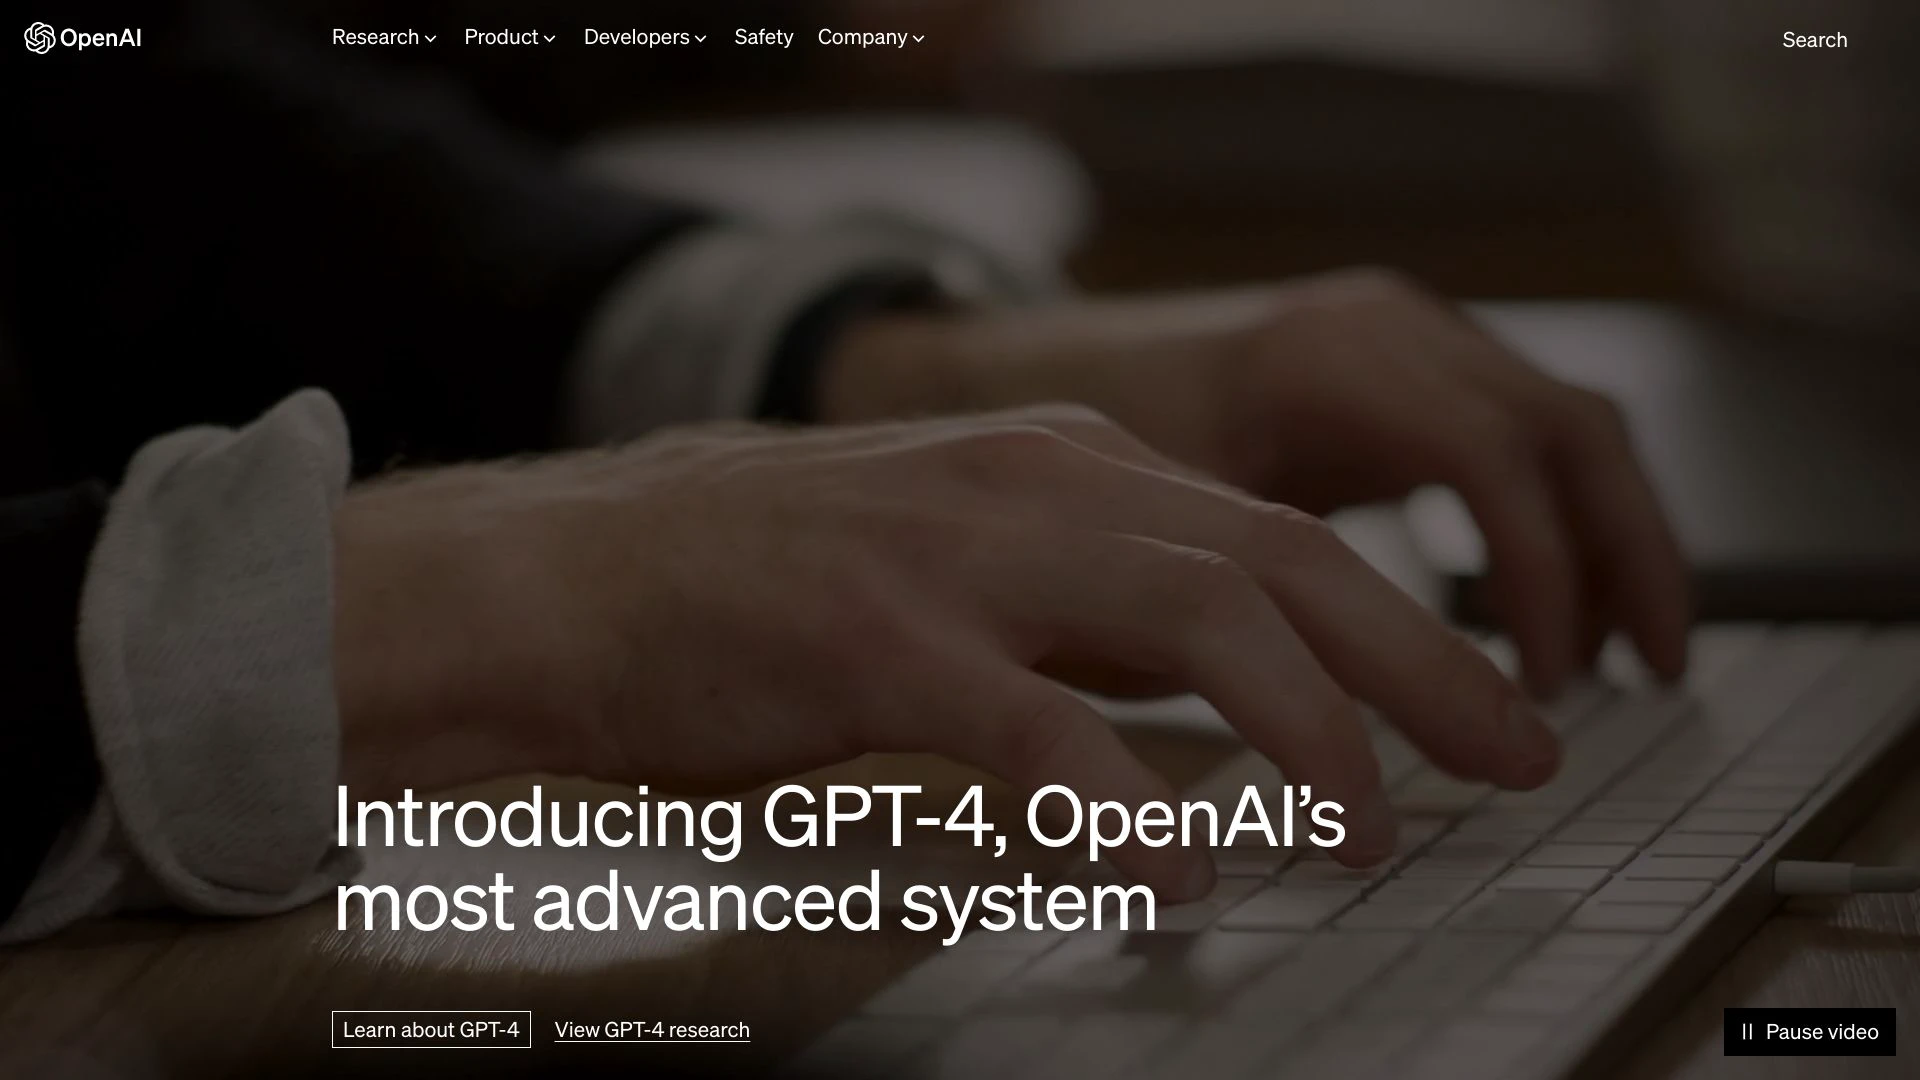 OpenAI
Research Product Developers Safety Company
Search
Introducing GPT-4, OpenAI’s
most advanced system
Learn about GPT-4 View GPT-4 research
Pause video